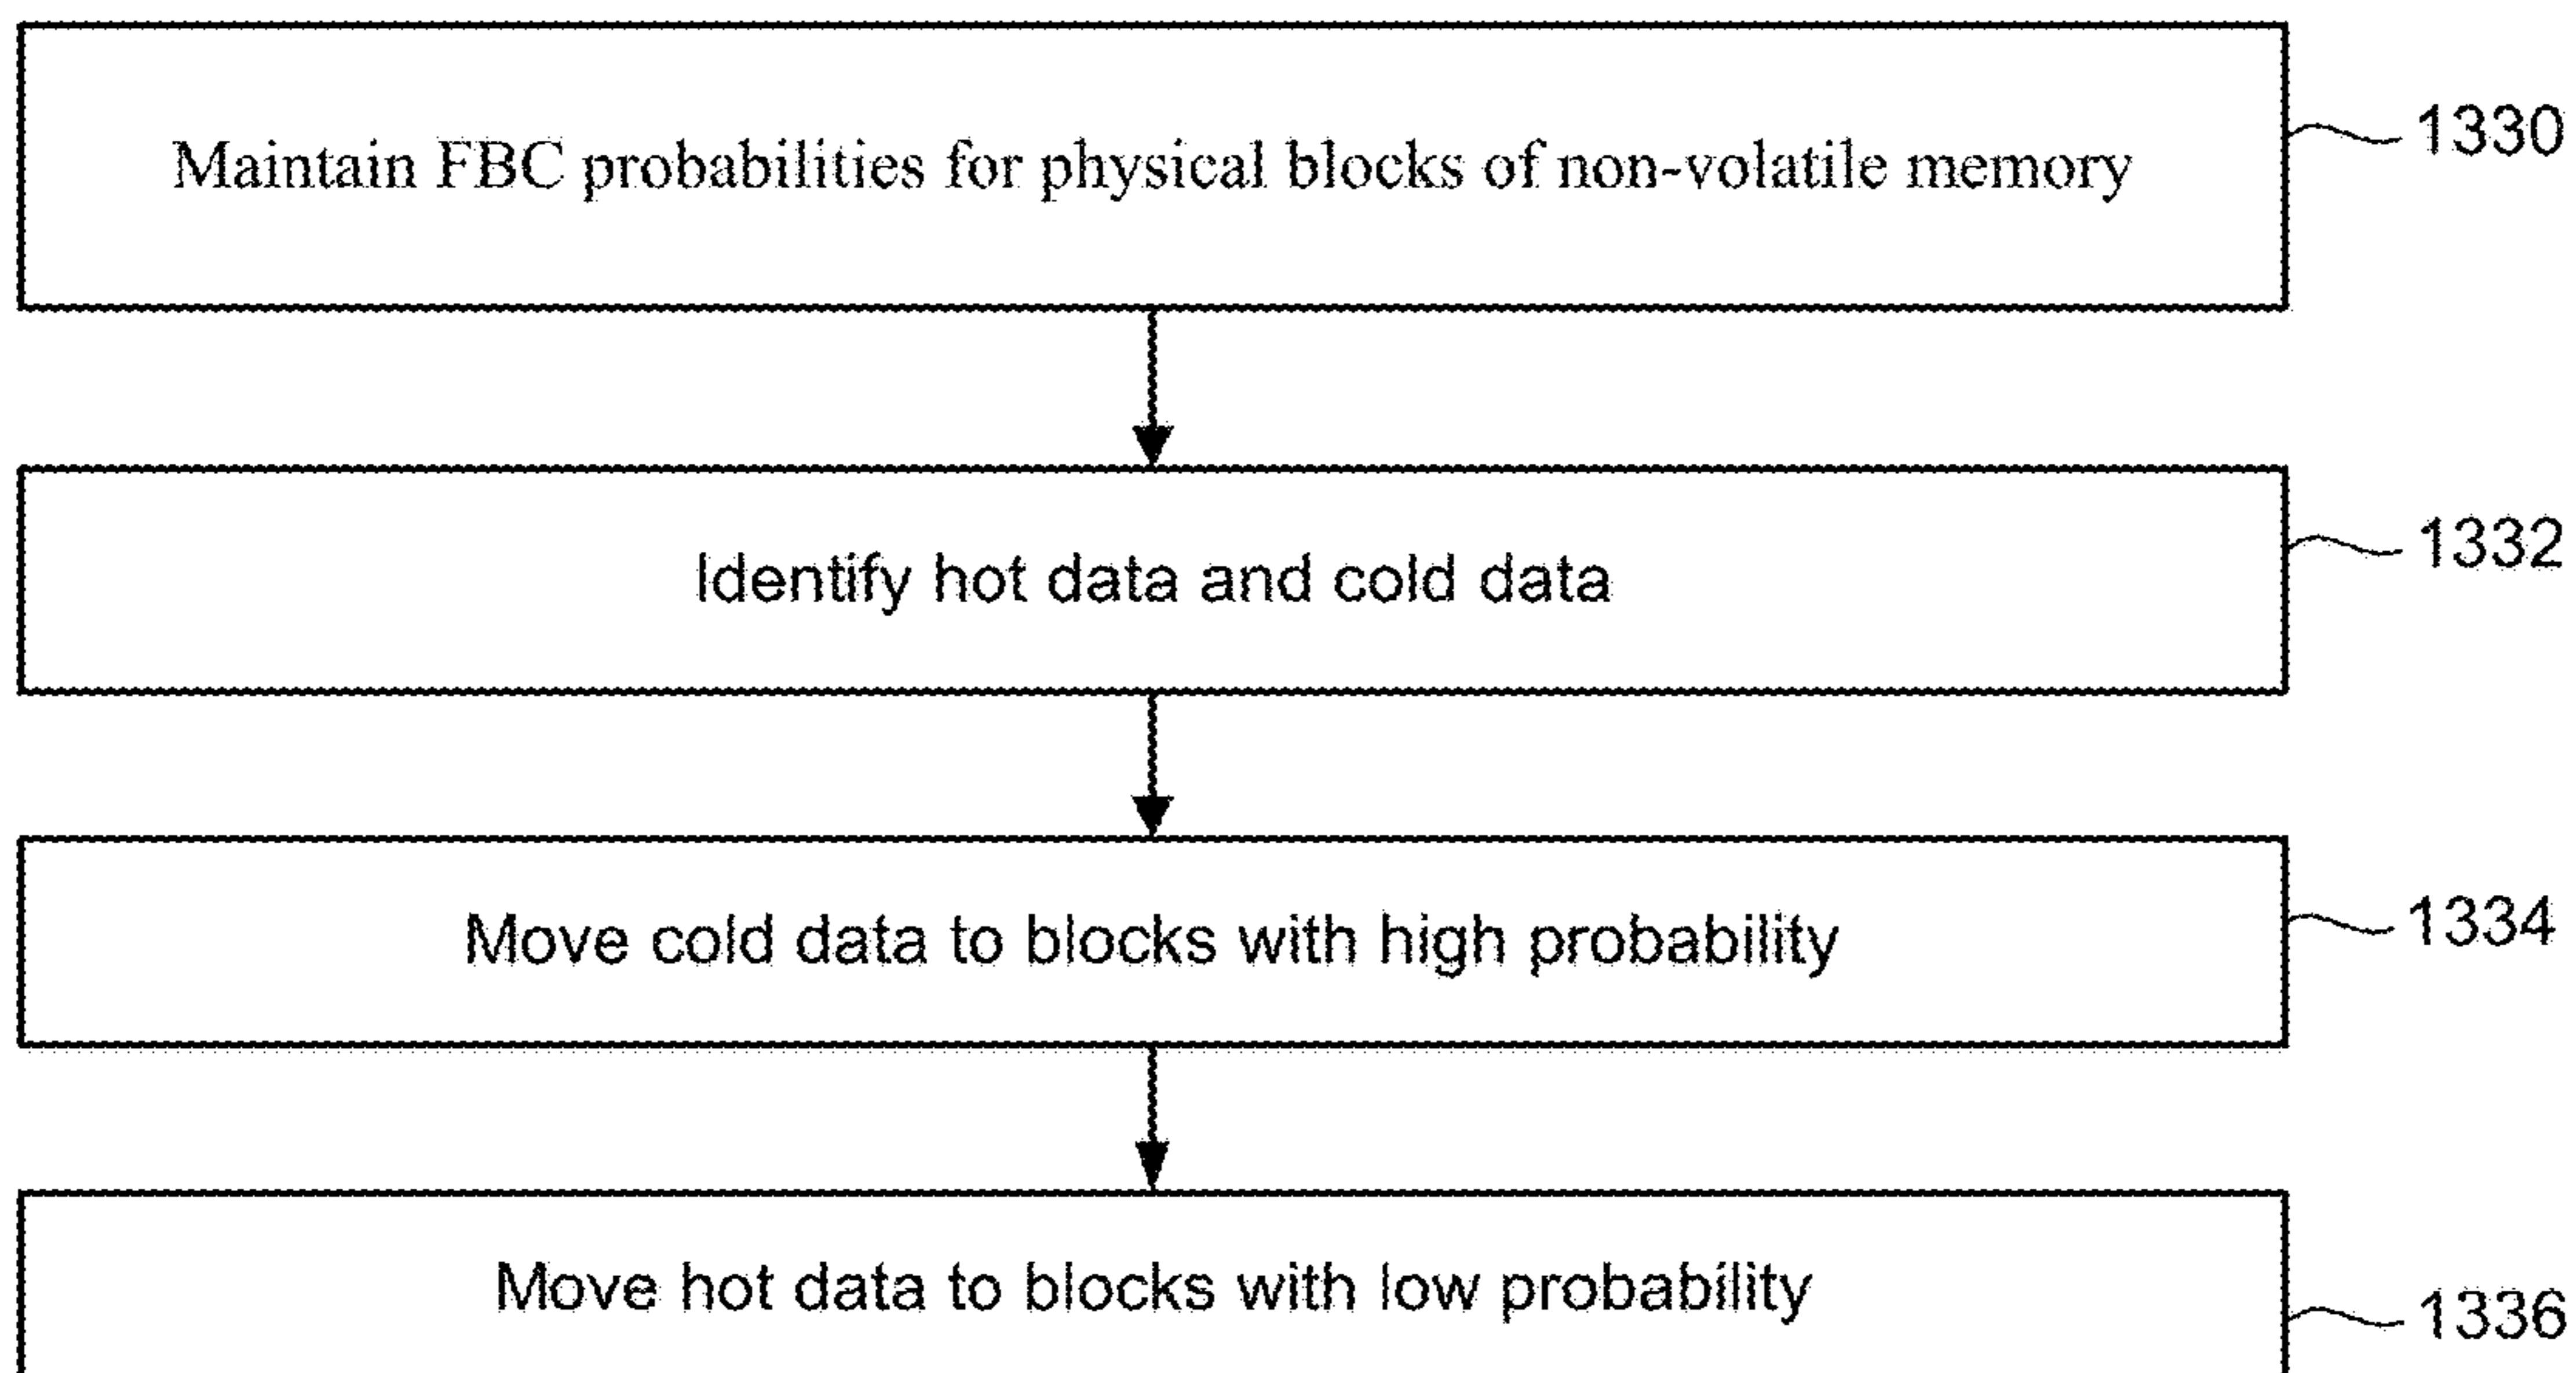 Maintain FBC probabilities for physical blocks of non-volatile memory
1330
Identify hot data and cold data
1332
Move cold data to blocks with high probability
1334
Move hot data to blocks with low probability
1336